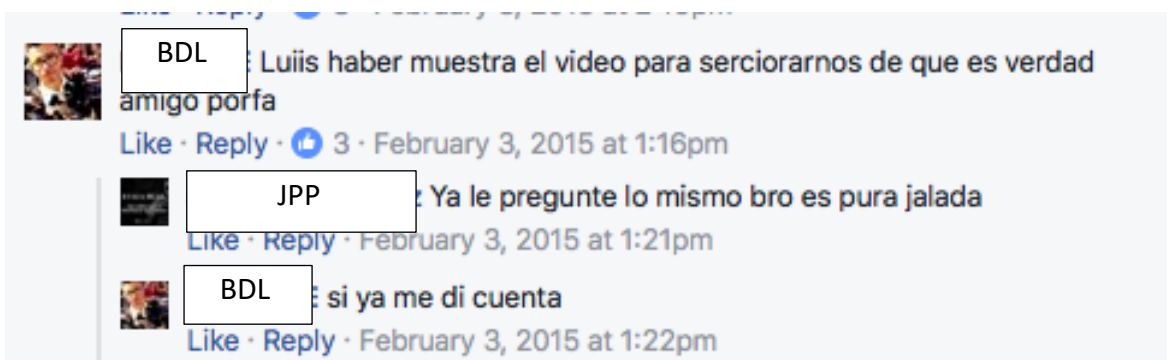 BDL Luiis haber muestra el video para serciorarnos de que es verdad
amigo porfa
Like · Reply · 3 · February 3, 2015 at 1:16pm
JPP Ya le pregunte lo mismo bro es pura jalada
Like · Reply · February 3, 2015 at 1:21pm
BDL si ya me di cuenta
Like · Reply · February 3, 2015 at 1:22pm